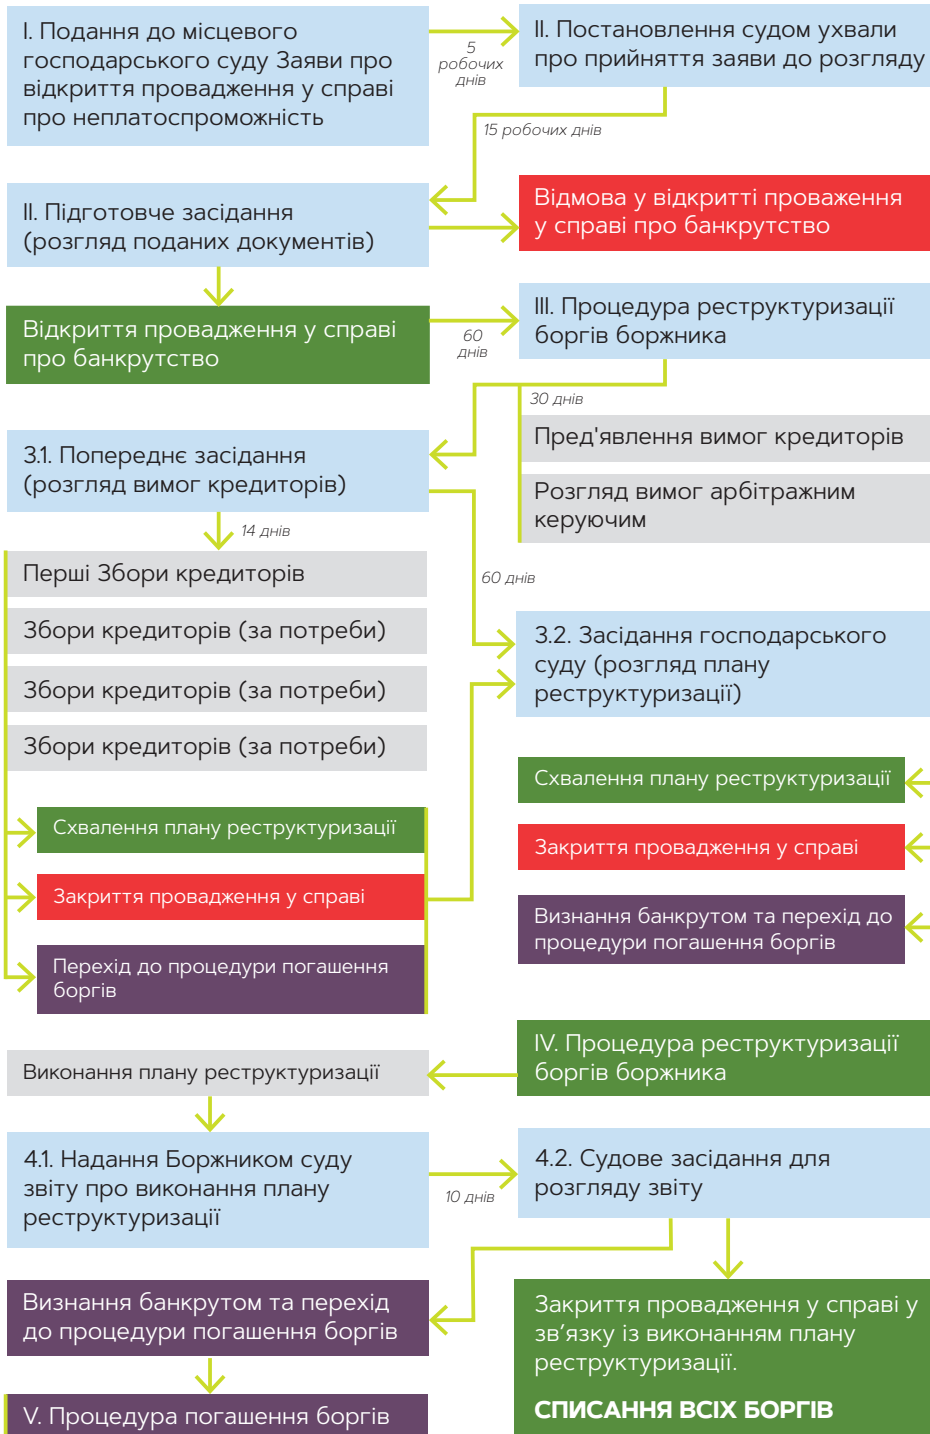 I. Подання до місцевого
господарського суду Заяви про
відкриття провадження у справі
про неплатоспроможність
5
робочих
днів
II. Постановлення судом ухвали
про прийняття заяви до розгляду
15 робочих днів
II. Підготовче засідання
(розгляд поданих документів)
Відмова у відкритті проваження
у справі про банкрутство
Відкриття провадження у справі
про банкрутство
60
днів
III. Процедура реструктуризації
боргів боржника
30 днів
Пред'явлення вимог кредиторів
Розгляд вимог арбітражним
керуючим
3.1. Попереднє засідання
(розгляд вимог кредиторів)
14 днів
Перші Збори кредиторів
Збори кредиторів (за потреби)
Збори кредиторів (за потреби)
Збори кредиторів (за потреби)
60 днів
3.2. Засідання господарського
суду (розгляд плану
реструктуризації)
Схвалення плану реструктуризації
Закриття провадження у справі
Перехід до процедури погашення
боргів
Схвалення плану реструктуризації
Закриття провадження у справі
Визнання банкрутом та перехід до
процедури погашення боргів
IV. Процедура реструктуризації
боргів боржника
Виконання плану реструктуризації
4.1. Надання Боржником суду
звіту про виконання плану
реструктуризації
10 днів
4.2. Судове засідання для
розгляду звіту
Визнання банкрутом та перехід
до процедури погашення боргів
Закриття провадження у справі у
зв’язку із виконанням плану
реструктуризації.
СПИСАННЯ ВСІХ БОРГІВ
V. Процедура погашення боргів